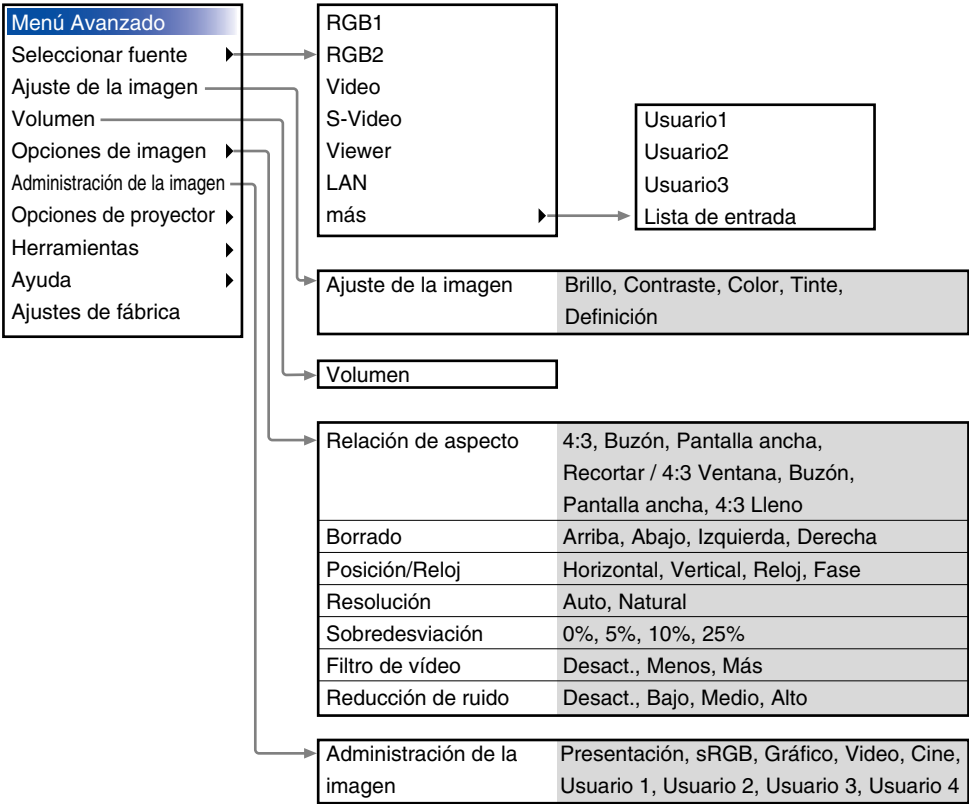 Menú Avanzado
Seleccionar fuente
Ajuste de la imagen
Volumen
Opciones de imagen
Administración de la imagen
Opciones de proyector
Herramientas
Ayuda
Ajustes de fábrica
RGB1
RGB2
Video
S-Video
Viewer
LAN
más
Usuario1
Usuario2
Usuario3
Lista de entrada
Ajuste de la imagen
Brillo, Contraste, Color, Tinte,
Definición
Volumen
Relación de aspecto
4:3, Buzón, Pantalla ancha,
Recortar / 4:3 Ventana, Buzón,
Pantalla ancha, 4:3 Lleno
Borrado
Arriba, Abajo, Izquierda, Derecha
Posición/Reloj
Horizontal, Vertical, Reloj, Fase
Resolución
Auto, Natural
Sobredesviación
0%, 5%, 10%, 25%
Filtro de vídeo
Desact., Menos, Más
Reducción de ruido
Desact., Bajo, Medio, Alto
Administración de la
imagen
Presentación, sRGB, Gráfico, Video, Cine,
Usuario 1, Usuario 2, Usuario 3, Usuario 4